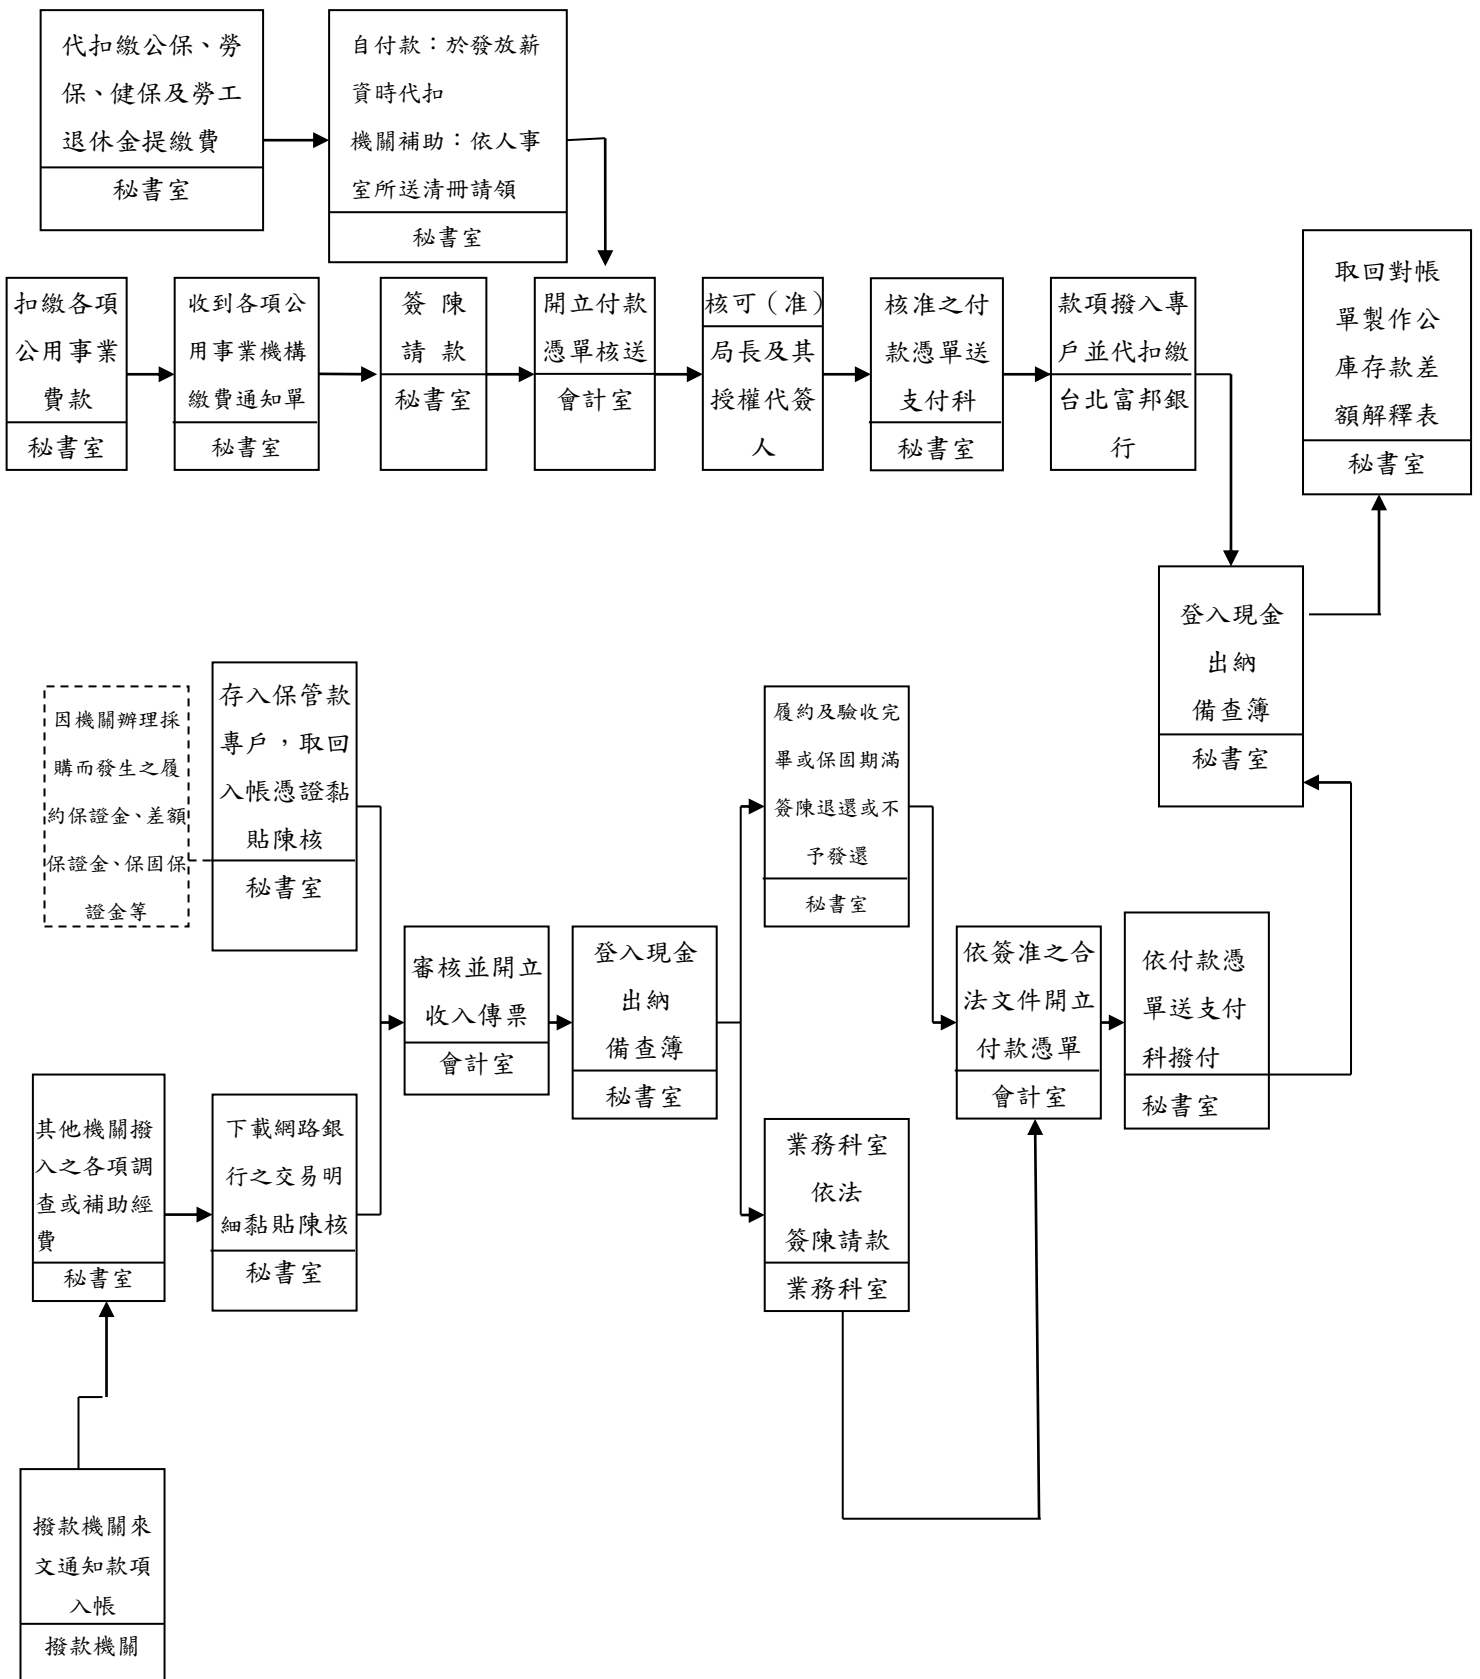 代扣繳公保、勞
保、健保及勞工
退休金提繳費
秘書室
自付款：於發放薪
資時代扣
機關補助：依人事
室所送清冊請領
秘書室
扣繳各項
公用事業
費款
秘書室
收到各項公
用事業機構
繳費通知單
秘書室
簽 陳
請 款
秘書室
開立付款
憑單核送
會計室
核可（准）
局長及其
授權代簽
人
核准之付
款憑單送
支付科
秘書室
款項撥入專
戶並代扣繳
台北富邦銀
行
取回對帳
單製作公
庫存款差
額解釋表
秘書室
登入現金
出納
備查簿
秘書室
因機關辦理採
購而發生之履
約保證金、差額
保證金、保固保
證金等
存入保管款
專戶，取回
入帳憑證黏
貼陳核
秘書室
審核並開立
收入傳票
會計室
登入現金
出納
備查簿
秘書室
履約及驗收完
畢或保固期滿
簽陳退還或不
予發還
秘書室
依簽准之合
法文件開立
付款憑單
會計室
依付款憑
單送支付
科撥付
秘書室
其他機關撥
入之各項調
查或補助經
費
秘書室
下載網路銀
行之交易明
細黏貼陳核
秘書室
業務科室
依法
簽陳請款
業務科室
撥款機關來
文通知款項
入帳
撥款機關